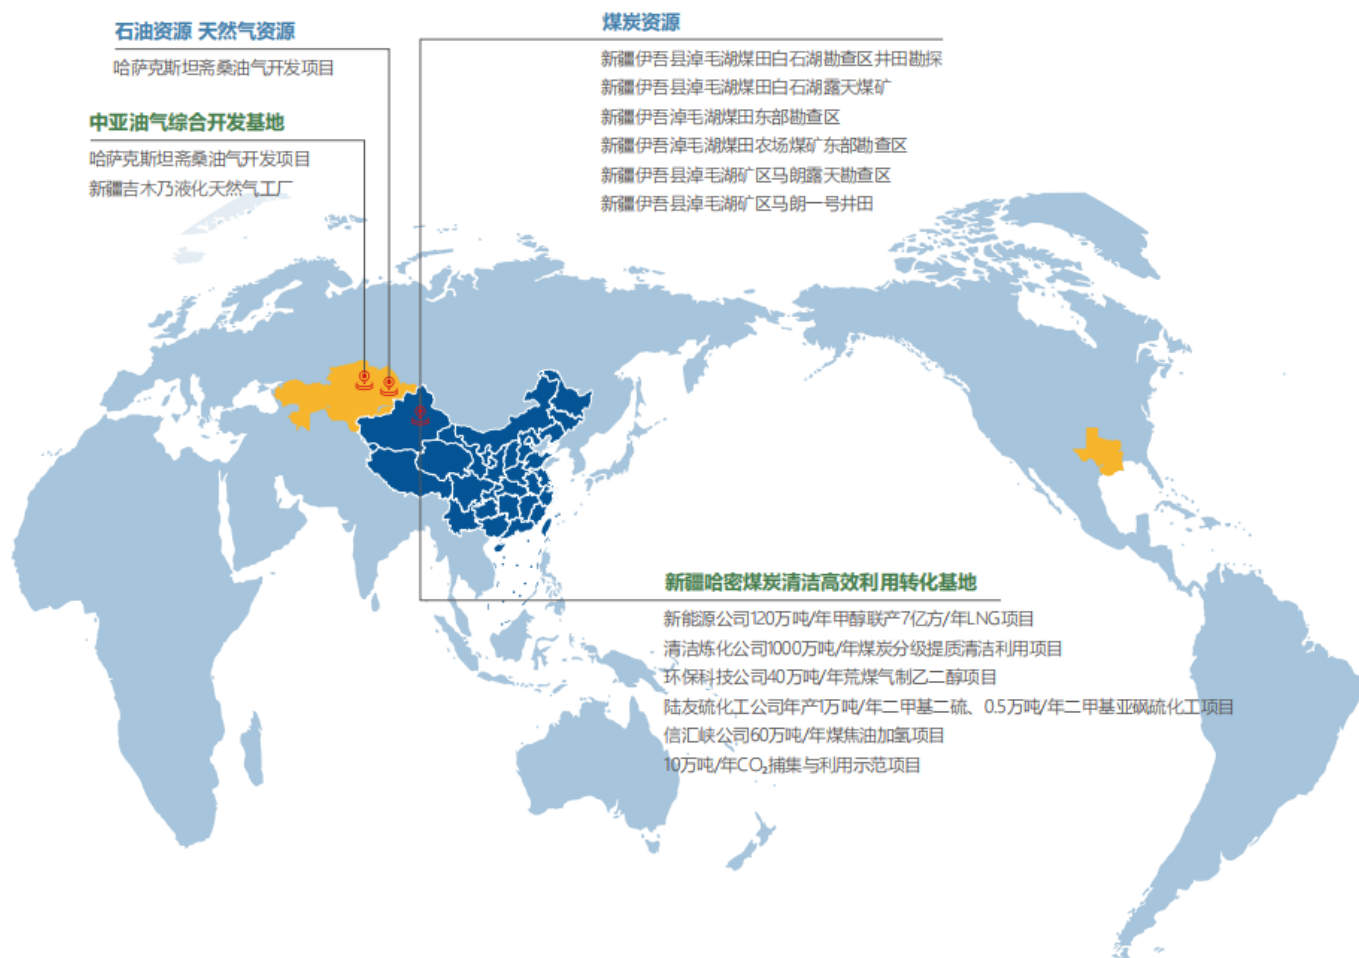 石油资源 天然气资源
哈萨克斯坦斋桑油气开发项目
中亚油气综合开发基地
哈萨克斯坦斋桑油气开发项目
新疆吉木乃液化天然气工厂
煤炭资源
新疆伊吾县淖毛湖煤田白石湖勘查区井田勘探
新疆伊吾县淖毛湖煤田白石湖露天煤矿
新疆伊吾淖毛湖煤田东部勘查区
新疆伊吾淖毛湖煤田农场煤矿东部勘查区
新疆伊吾县淖毛湖矿区马朗露天勘查区
新疆伊吾县淖毛湖矿区马朗一号井田
新疆哈密煤炭清洁高效利用转化基地
新能源公司120万吨/年甲醇联产7亿方/年LNG项目
清洁炼化公司1000万吨/年煤炭分级提质清洁利用项目
环保科技公司40万吨/年荒煤气制乙二醇项目
陆友硫化工公司年产1万吨/年二甲基二硫、0.5万吨/年二甲基亚砜硫化工项目
信汇峡公司60万吨/年煤焦油加氢项目
10万吨/年CO₂捕集与利用示范项目